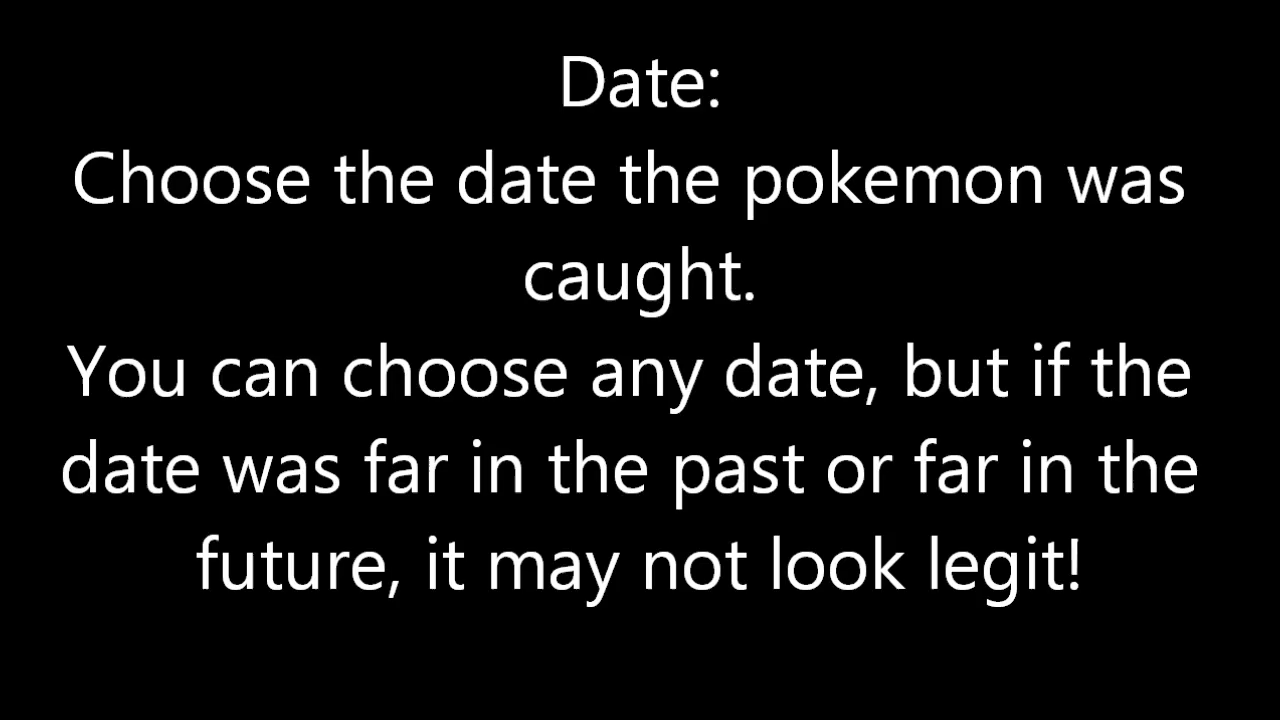 Date:
Choose the date the pokemon was
caught.
You can choose any date, but if the
date was far in the past or far in the
future, it may not look legit!